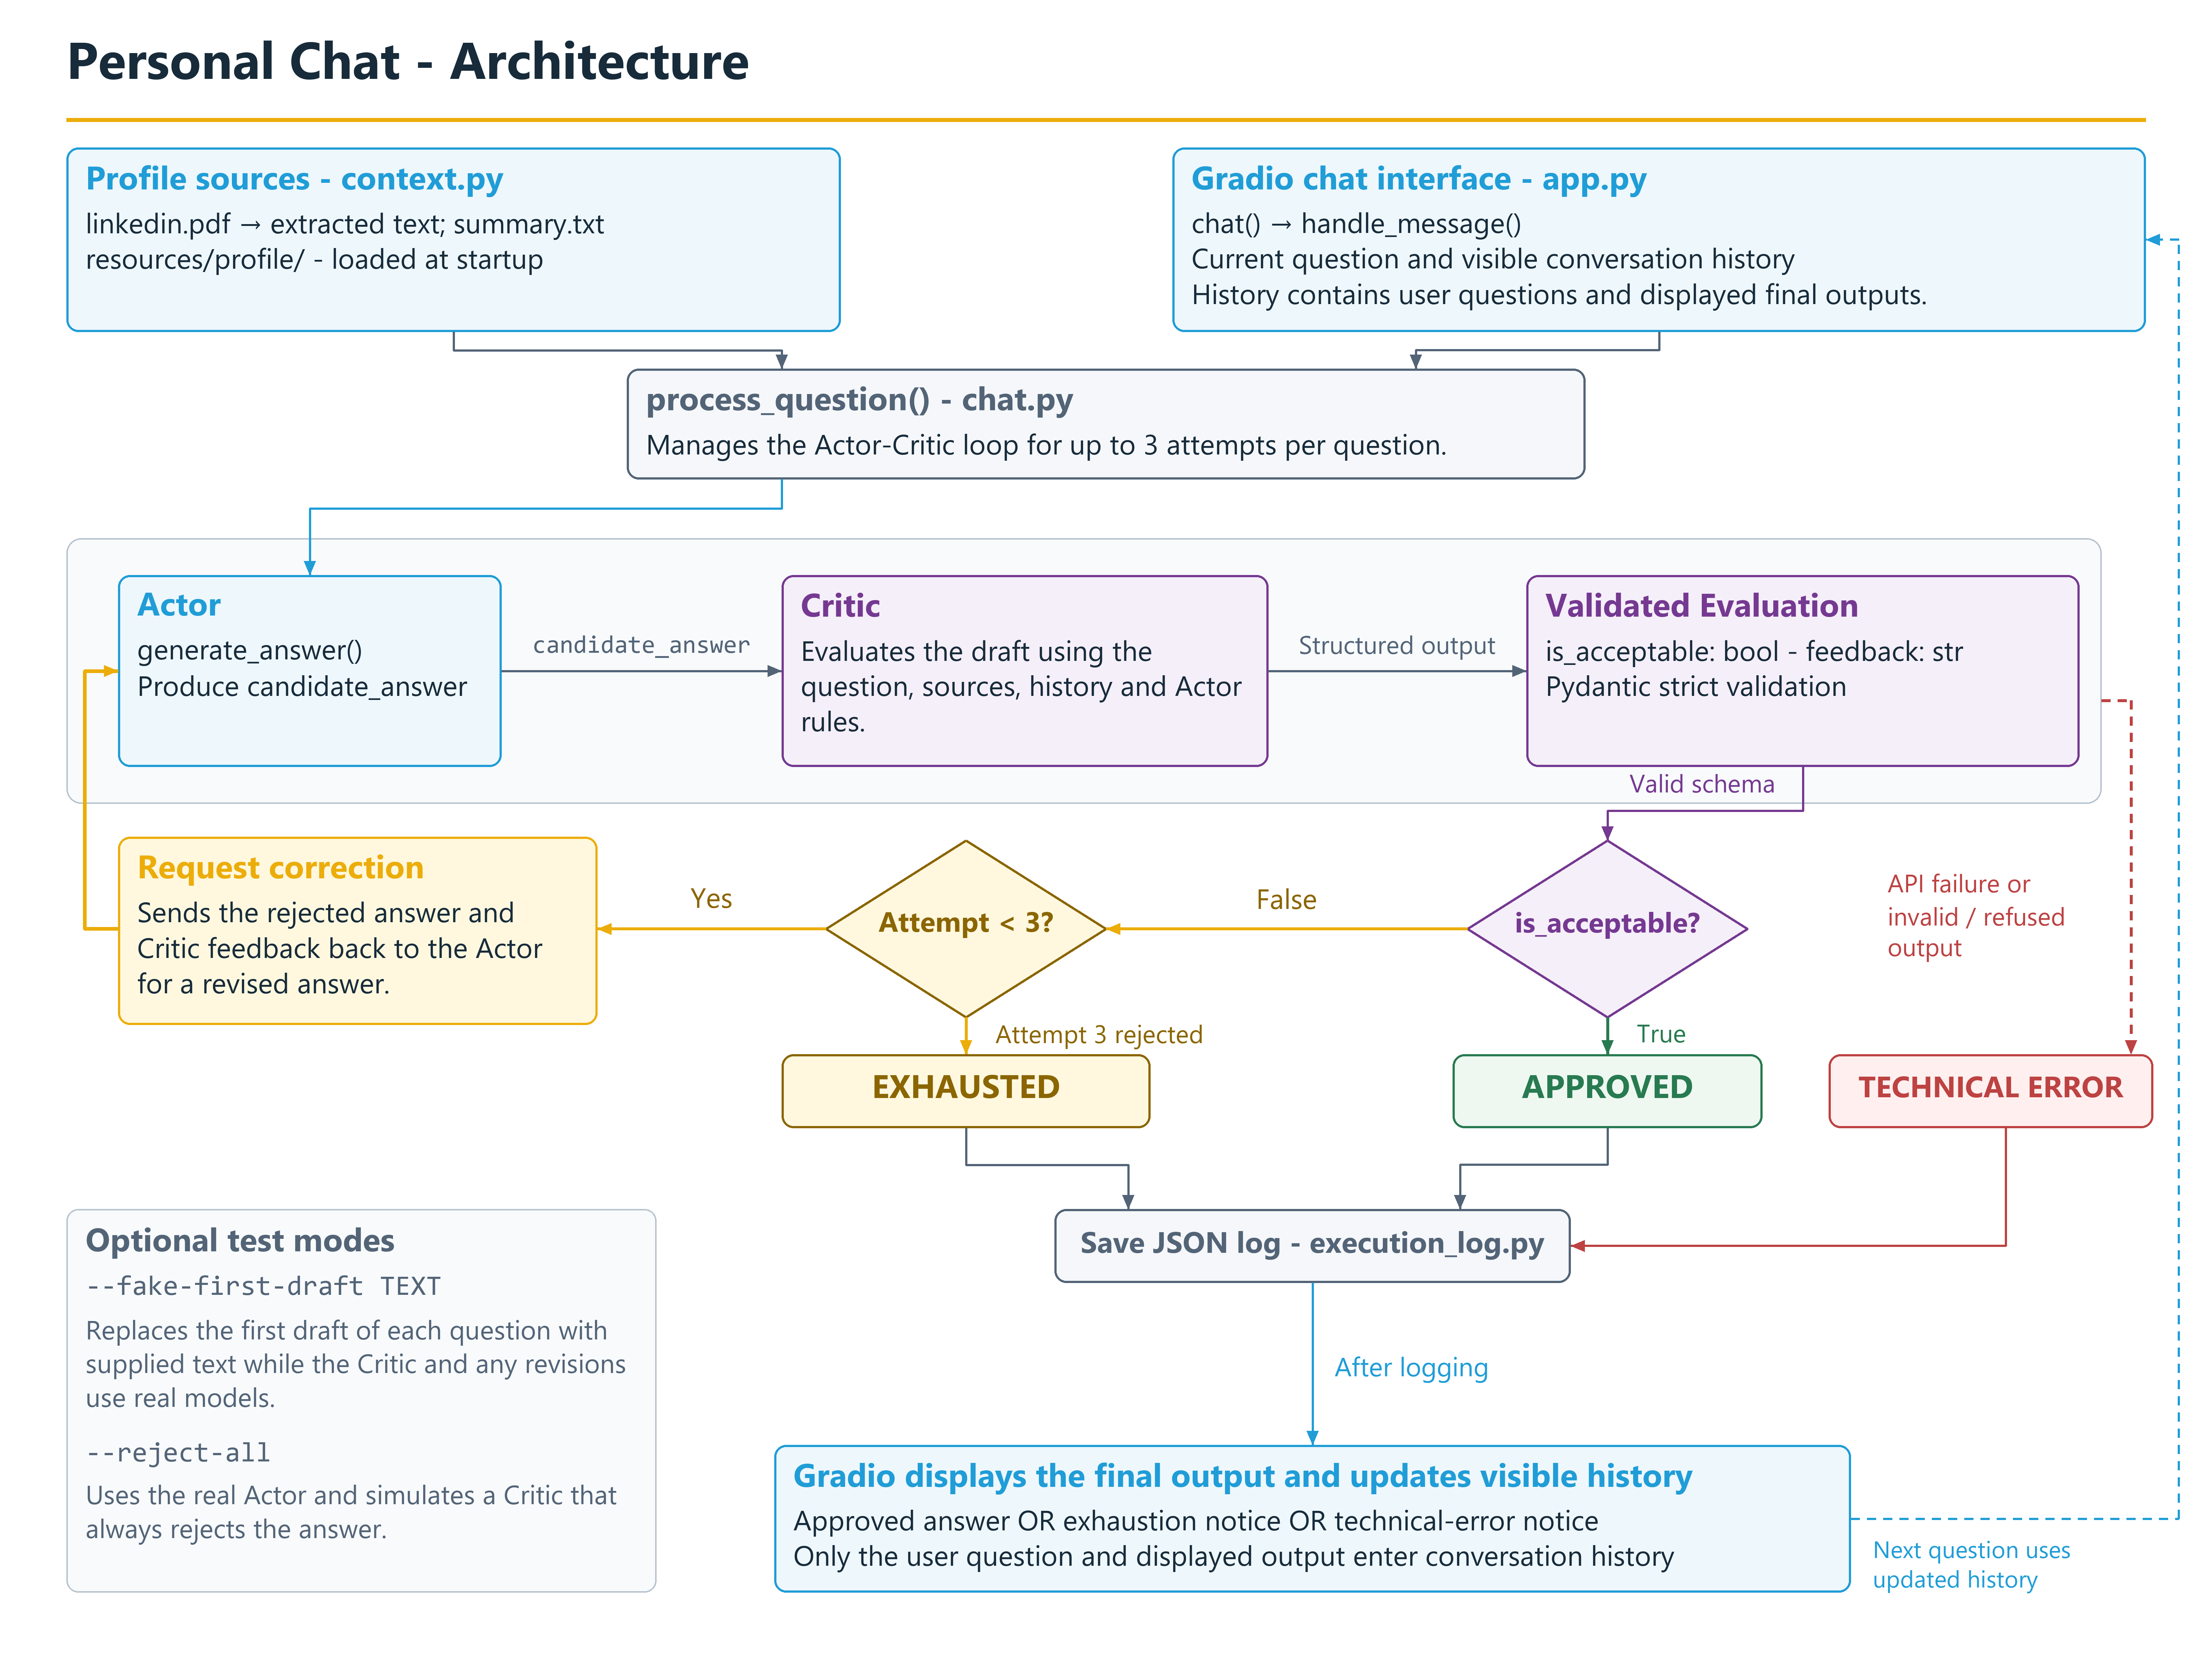 Personal Chat - Architecture
Profile sources - context.py
linkedin.pdf → extracted text; summary.txt
resources/profile/ - loaded at startup
Gradio chat interface - app.py
chat() → handle_message()
Current question and visible conversation history
History contains user questions and displayed final outputs.
process_question() - chat.py
Manages the Actor-Critic loop for up to 3 attempts per question.
Actor
generate_answer()
Produce candidate_answer
candidate_answer
Critic
Evaluates the draft using the
question, sources, history and Actor
rules.
Structured output
Validated Evaluation
is_acceptable: bool - feedback: str
Pydantic strict validation
Valid schema
Request correction
Sends the rejected answer and
Critic feedback back to the Actor
for a revised answer.
Yes
Attempt < 3?
False
is_acceptable?
API failure or
invalid / refused
output
Attempt 3 rejected
True
EXHAUSTED
APPROVED
TECHNICAL ERROR
Save JSON log - execution_log.py
Optional test modes
--fake-first-draft TEXT
Replaces the first draft of each question with
supplied text while the Critic and any revisions
use real models.
--reject-all
Uses the real Actor and simulates a Critic that
always rejects the answer.
After logging
Gradio displays the final output and updates visible history
Approved answer OR exhaustion notice OR technical-error notice
Only the user question and displayed output enter conversation history
Next question uses
updated history